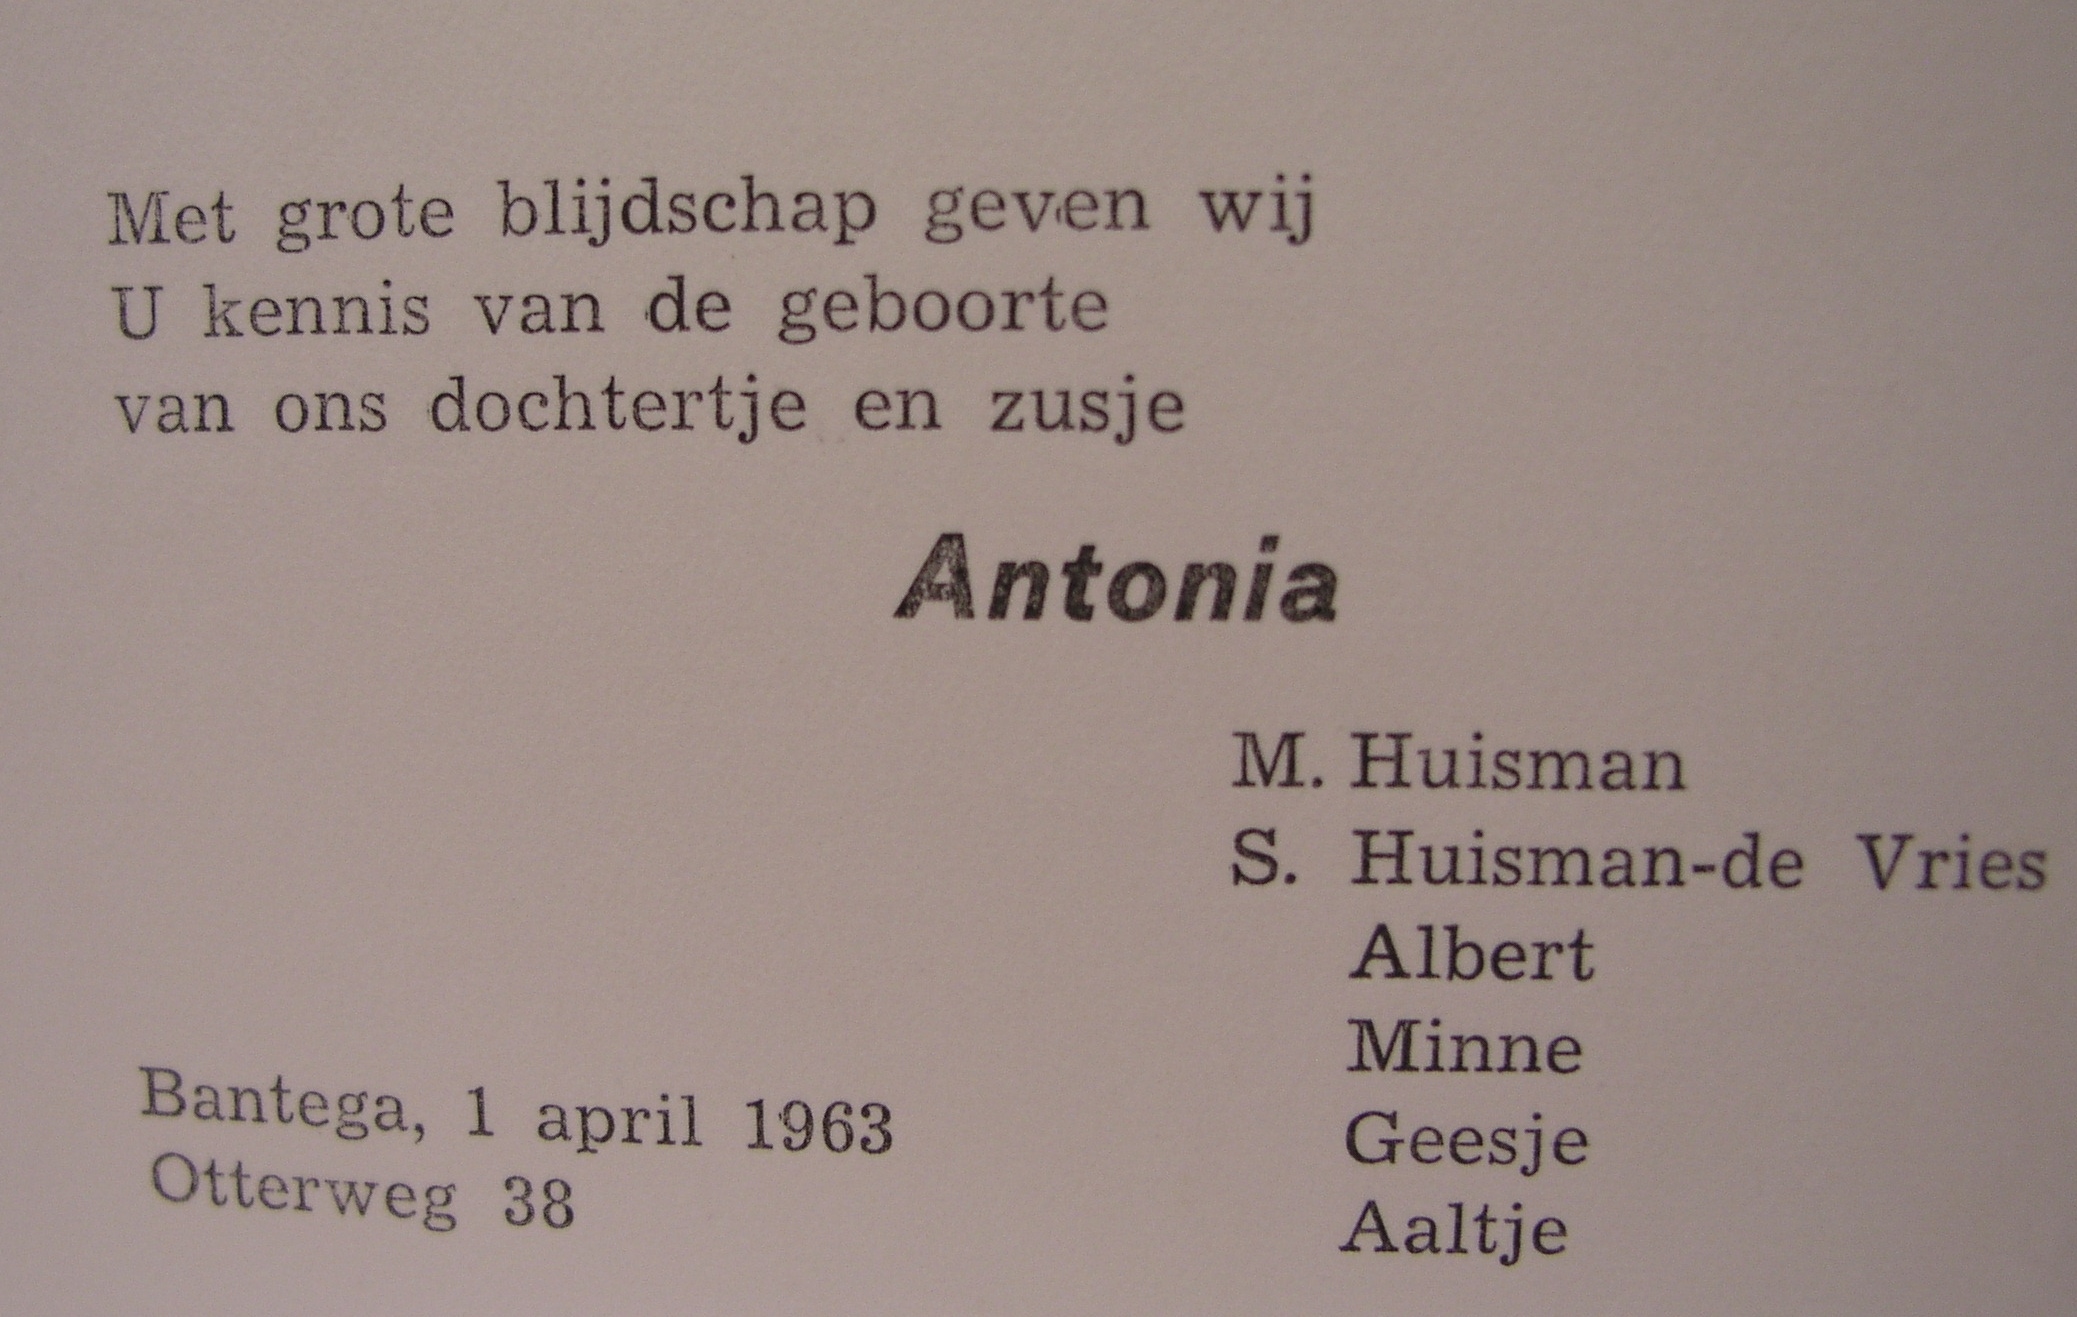 Met grote blijdschap geven wij
U kennis van de geboorte
van ons dochtertje en zusje
Antonia
M. Huisman
S. Huisman-de Vries
Albert
Minne
Geesje
Aaltje
Bantega, 1 april 1963
Otterweg 38